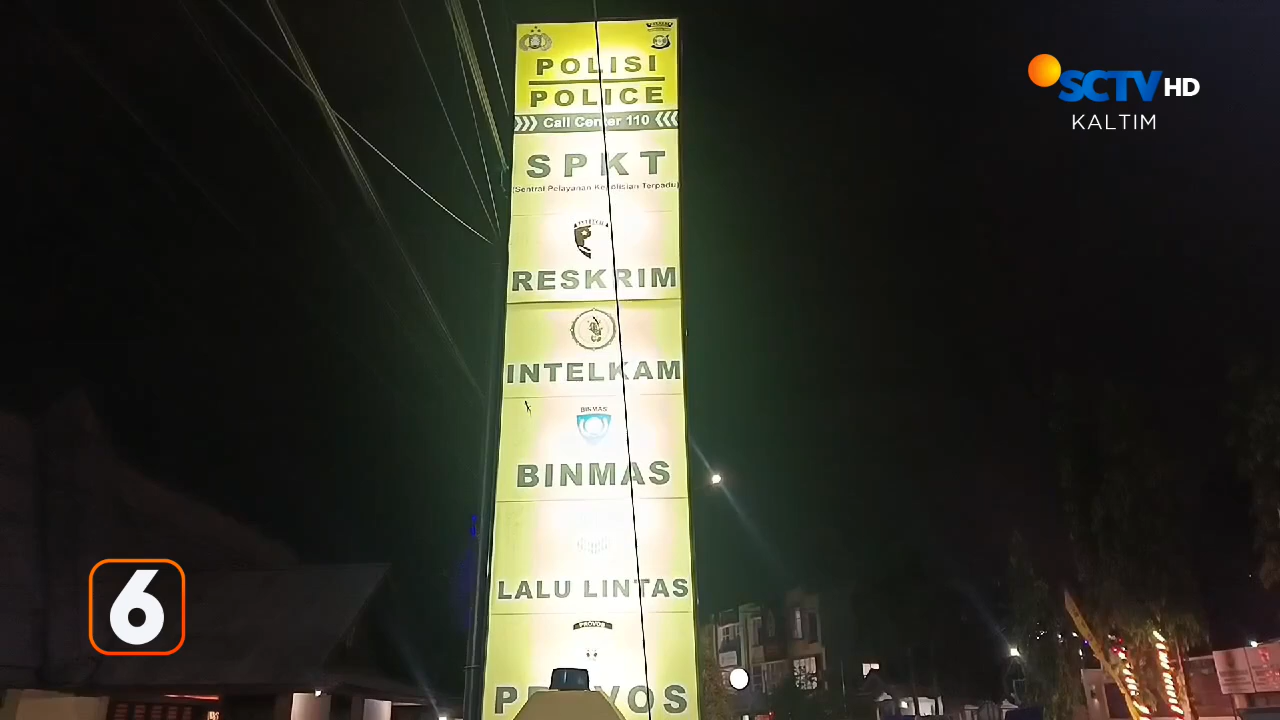 POLISI
POLICE
Call Center 110
SPKT
(Sentral Pelayanan Kepolisian Terpadu)
RESKRIM
INTELKAM
BINMAS
BINMAS
LALU LINTAS
PROVOS
PROVOS
SCTV HD
KALTIM
6